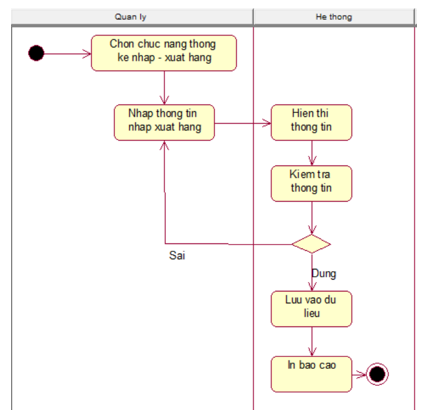 Quan ly
He thong
Chon chuc nang thong
ke nhap - xuat hang
Nhap thong tin
nhap xuat hang
Hien thi
thong tin
Kiem tra
thong tin
Sai
Dung
Luu vao du
lieu
In bao cao